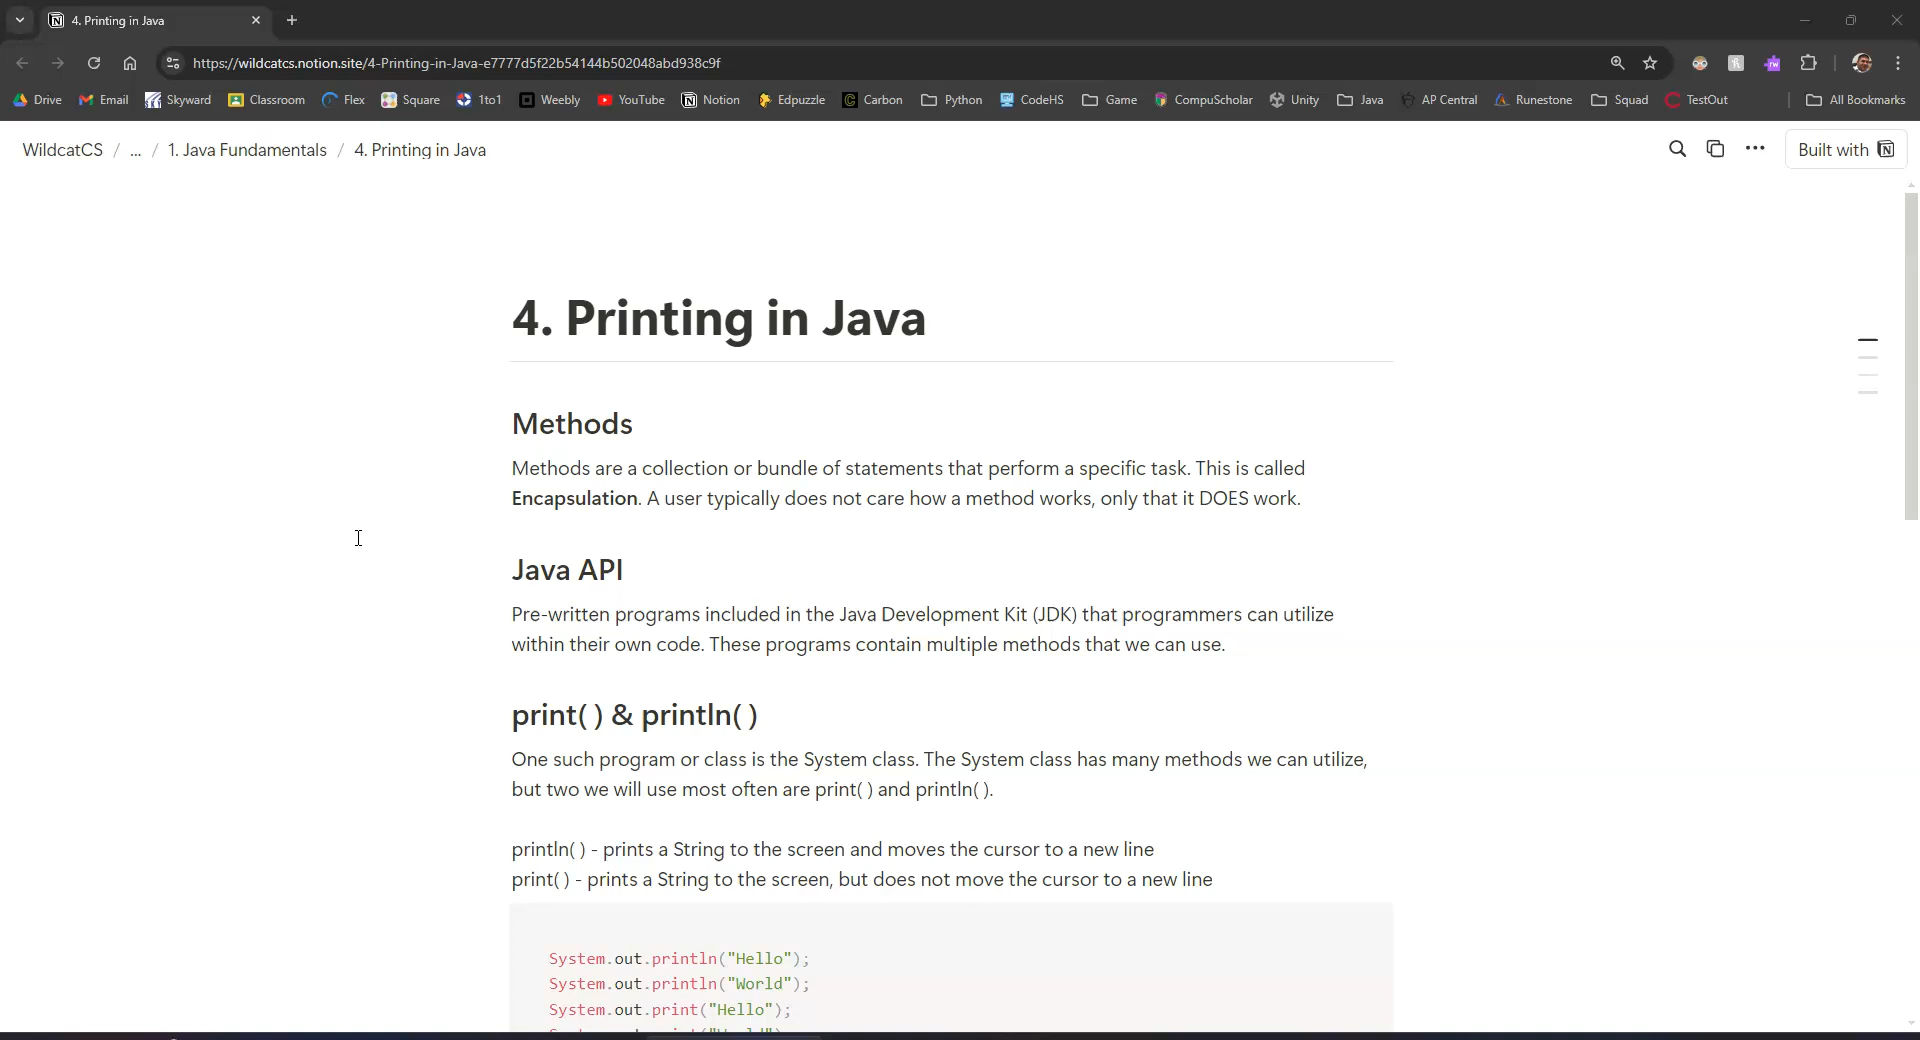 4. Printing in Java
https://wildcatcs.notion.site/4-Printing-in-Java-e7777d5f22b54144b502048abd938c9f
Drive Email Skyward Classroom Flex Square 1to1 Weebly YouTube Notion Edpuzzle Carbon Python CodeHS Game CompuScholar Unity Java AP Central Runestone Squad TestOut All Bookmarks
WildcatCS / ... / 1. Java Fundamentals / 4. Printing in Java
Built with
4. Printing in Java
Methods
Methods are a collection or bundle of statements that perform a specific task. This is called
Encapsulation. A user typically does not care how a method works, only that it DOES work.
Java API
Pre-written programs included in the Java Development Kit (JDK) that programmers can utilize
within their own code. These programs contain multiple methods that we can use.
print( ) & println( )
One such program or class is the System class. The System class has many methods we can utilize,
but two we will use most often are print( ) and println( ).
println( ) - prints a String to the screen and moves the cursor to a new line
print( ) - prints a String to the screen, but does not move the cursor to a new line
System.out.println("Hello");
System.out.println("World");
System.out.print("Hello");